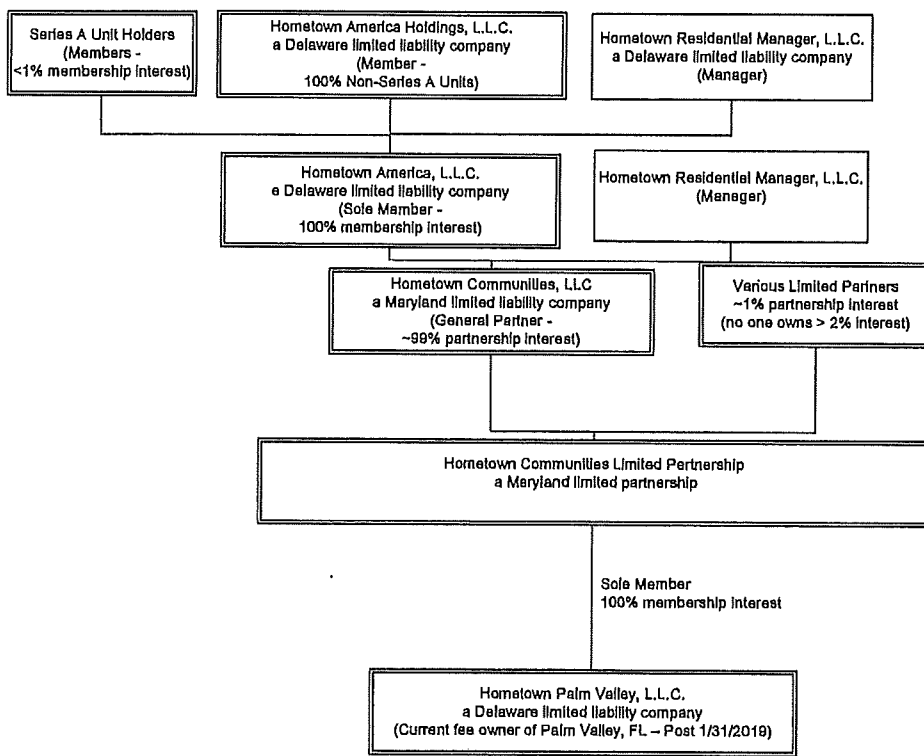 Series A Unit Holders
(Members -
<1% membership interest)
Hometown America Holdings, L.L.C.
a Delaware limited liability company
(Member -
100% Non-Series A Units)
Hometown Residential Manager, L.L.C.
a Delaware limited liability company
(Manager)
Hometown America, L.L.C.
a Delaware limited liability company
(Sole Member -
100% membership interest)
Hometown Residential Manager, L.L.C.
(Manager)
Hometown Communities, LLC
a Maryland limited liability company
(General Partner -
~99% partnership interest)
Various Limited Partners
~1% partnership interest
(no one owns > 2% interest)
Hometown Communities Limited Partnership
a Maryland limited partnership
Sole Member
100% membership interest
Hometown Palm Valley, L.L.C.
a Delaware limited liability company
(Current fee owner of Palm Valley, FL – Post 1/31/2019)